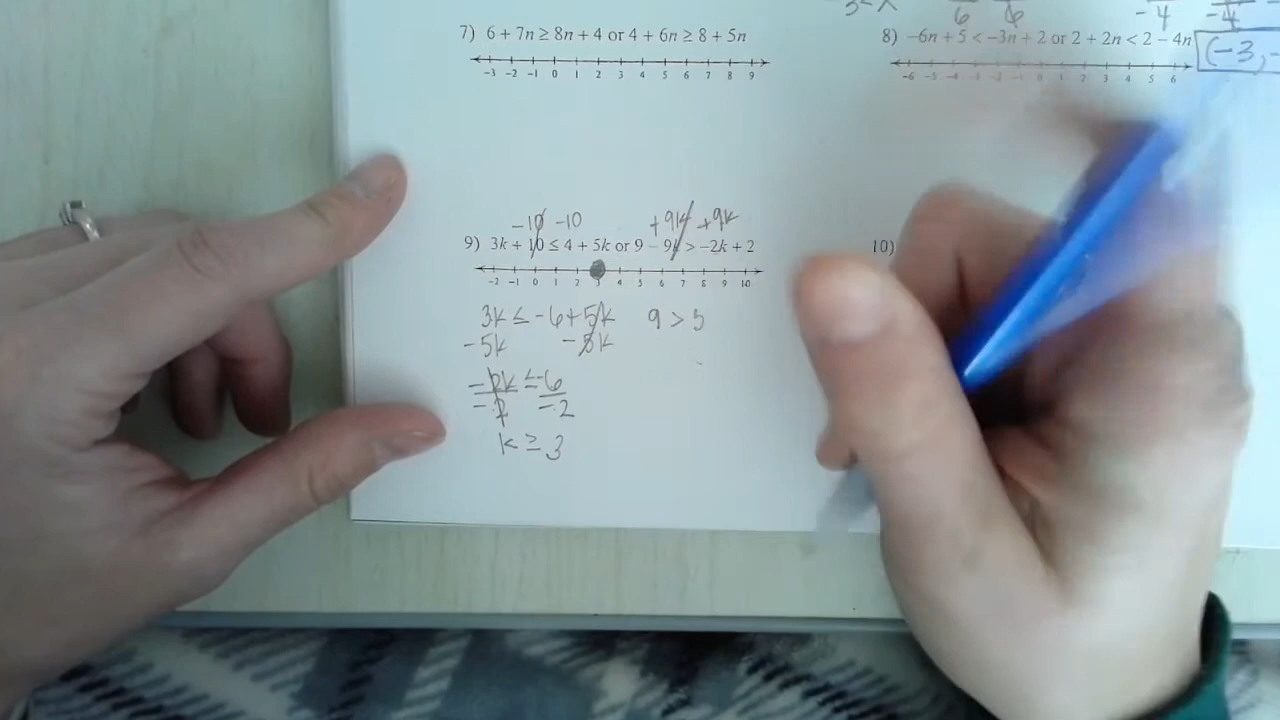 6 6 -4 -4
7) 6 + 7n ≥ 8n + 4 or 4 + 6n ≥ 8 + 5n
-3 -2 -1 0 1 2 3 4 5 6 7 8 9
8) -6n + 5 < -3n + 2 or 2 + 2n < 2 - 4n
(-3,
-6 -5 -4 -3 -2 -1 0 1 2 3 4 5 6
-10 -10 +9k +9k
9) 3k + 10 ≤ 4 + 5k or 9 - 9k > -2k + 2
-2 -1 0 1 2 3 4 5 6 7 8 9 10
10)
3k ≤ -6 + 5k 9 >
-5k -5k
-2k ≤ -6
-2 -2
k ≥ 3